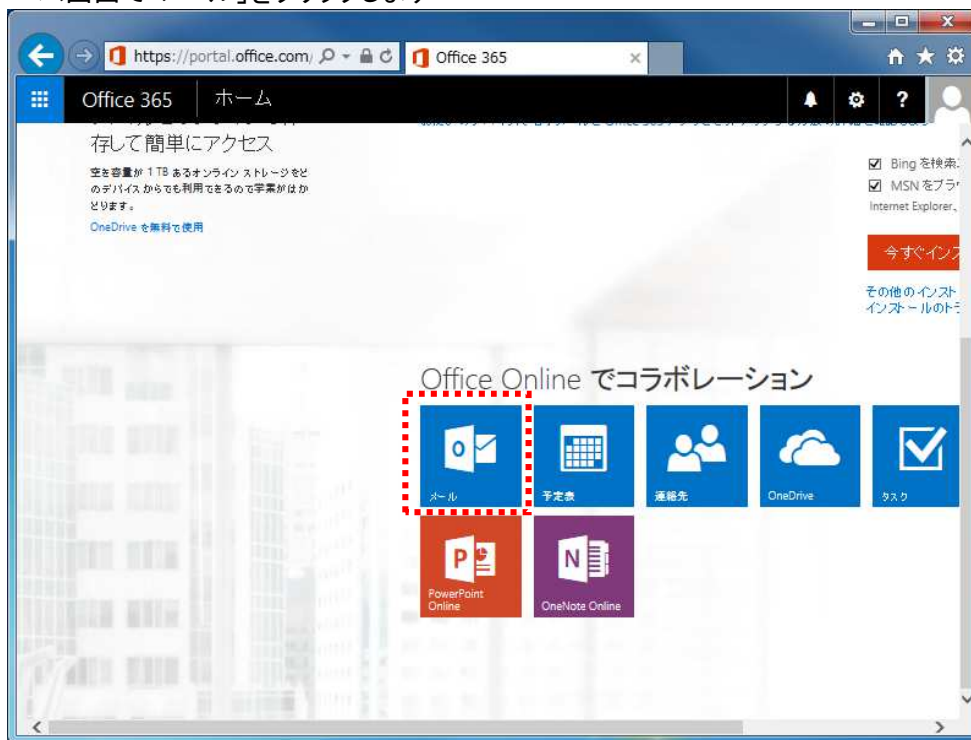 https://portal.office.com/
Office 365
Office 365
ホーム
?
存して簡単にアクセス
空き容量が 1 TB あるオンライン ストレージをど
のデバイスからでも利用できるので学業がはか
どります。
OneDrive を無料で使用
Bing を検索
MSN をブラ
Internet Explorer、
今すぐインス
その他のインスト
インストールのトラ
Office Online でコラボレーション
メール
予定表
連絡先
OneDrive
タスク
PowerPoint
Online
OneNote Online